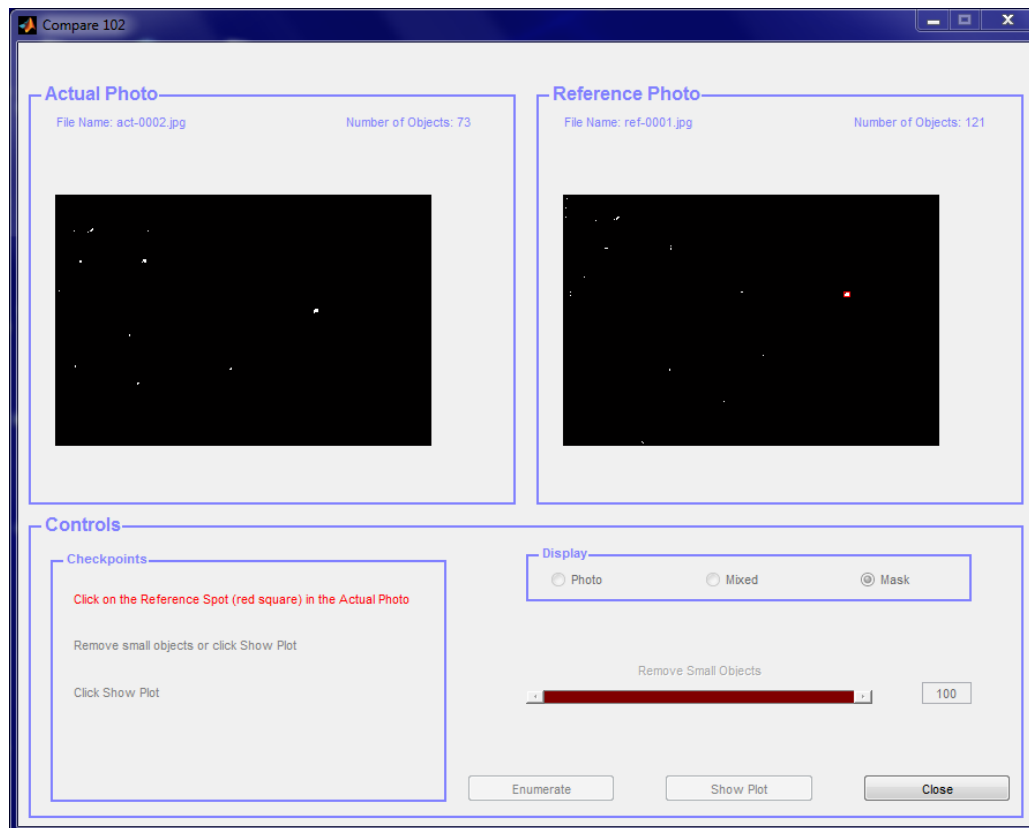 Compare 102
Actual Photo
File Name: act-0002.jpg
Number of Objects: 73
Reference Photo
File Name: ref-0001.jpg
Number of Objects: 121
Controls
Checkpoints
Click on the Reference Spot (red square) in the Actual Photo
Remove small objects or click Show Plot
Click Show Plot
Display
Photo
Mixed
Mask
Remove Small Objects
100
Enumerate
Show Plot
Close